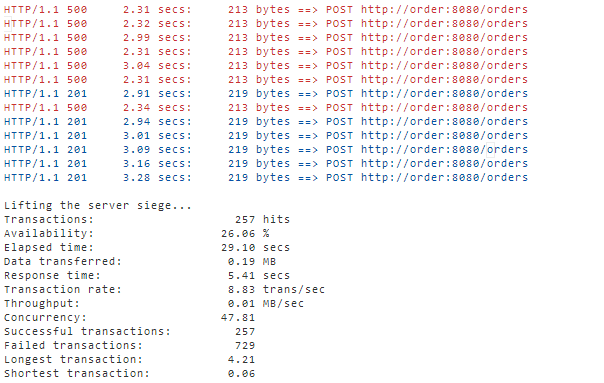 HTTP/1.1 500     2.31 secs:     213 bytes ==> POST http://order:8080/orders
HTTP/1.1 500     2.32 secs:     213 bytes ==> POST http://order:8080/orders
HTTP/1.1 500     2.99 secs:     213 bytes ==> POST http://order:8080/orders
HTTP/1.1 500     2.31 secs:     213 bytes ==> POST http://order:8080/orders
HTTP/1.1 500     3.04 secs:     213 bytes ==> POST http://order:8080/orders
HTTP/1.1 500     2.31 secs:     213 bytes ==> POST http://order:8080/orders
HTTP/1.1 201     2.91 secs:     219 bytes ==> POST http://order:8080/orders
HTTP/1.1 500     2.34 secs:     213 bytes ==> POST http://order:8080/orders
HTTP/1.1 201     2.94 secs:     219 bytes ==> POST http://order:8080/orders
HTTP/1.1 201     3.01 secs:     219 bytes ==> POST http://order:8080/orders
HTTP/1.1 201     3.09 secs:     219 bytes ==> POST http://order:8080/orders
HTTP/1.1 201     3.16 secs:     219 bytes ==> POST http://order:8080/orders
HTTP/1.1 201     3.28 secs:     219 bytes ==> POST http://order:8080/orders
Lifting the server siege...
Transactions:                    257 hits
Availability:                  26.06 %
Elapsed time:                  29.10 secs
Data transferred:               0.19 MB
Response time:                  5.41 secs
Transaction rate:               8.83 trans/sec
Throughput:                     0.01 MB/sec
Concurrency:                   47.81
Successful transactions:         257
Failed transactions:             729
Longest transaction:            4.21
Shortest transaction:           0.06